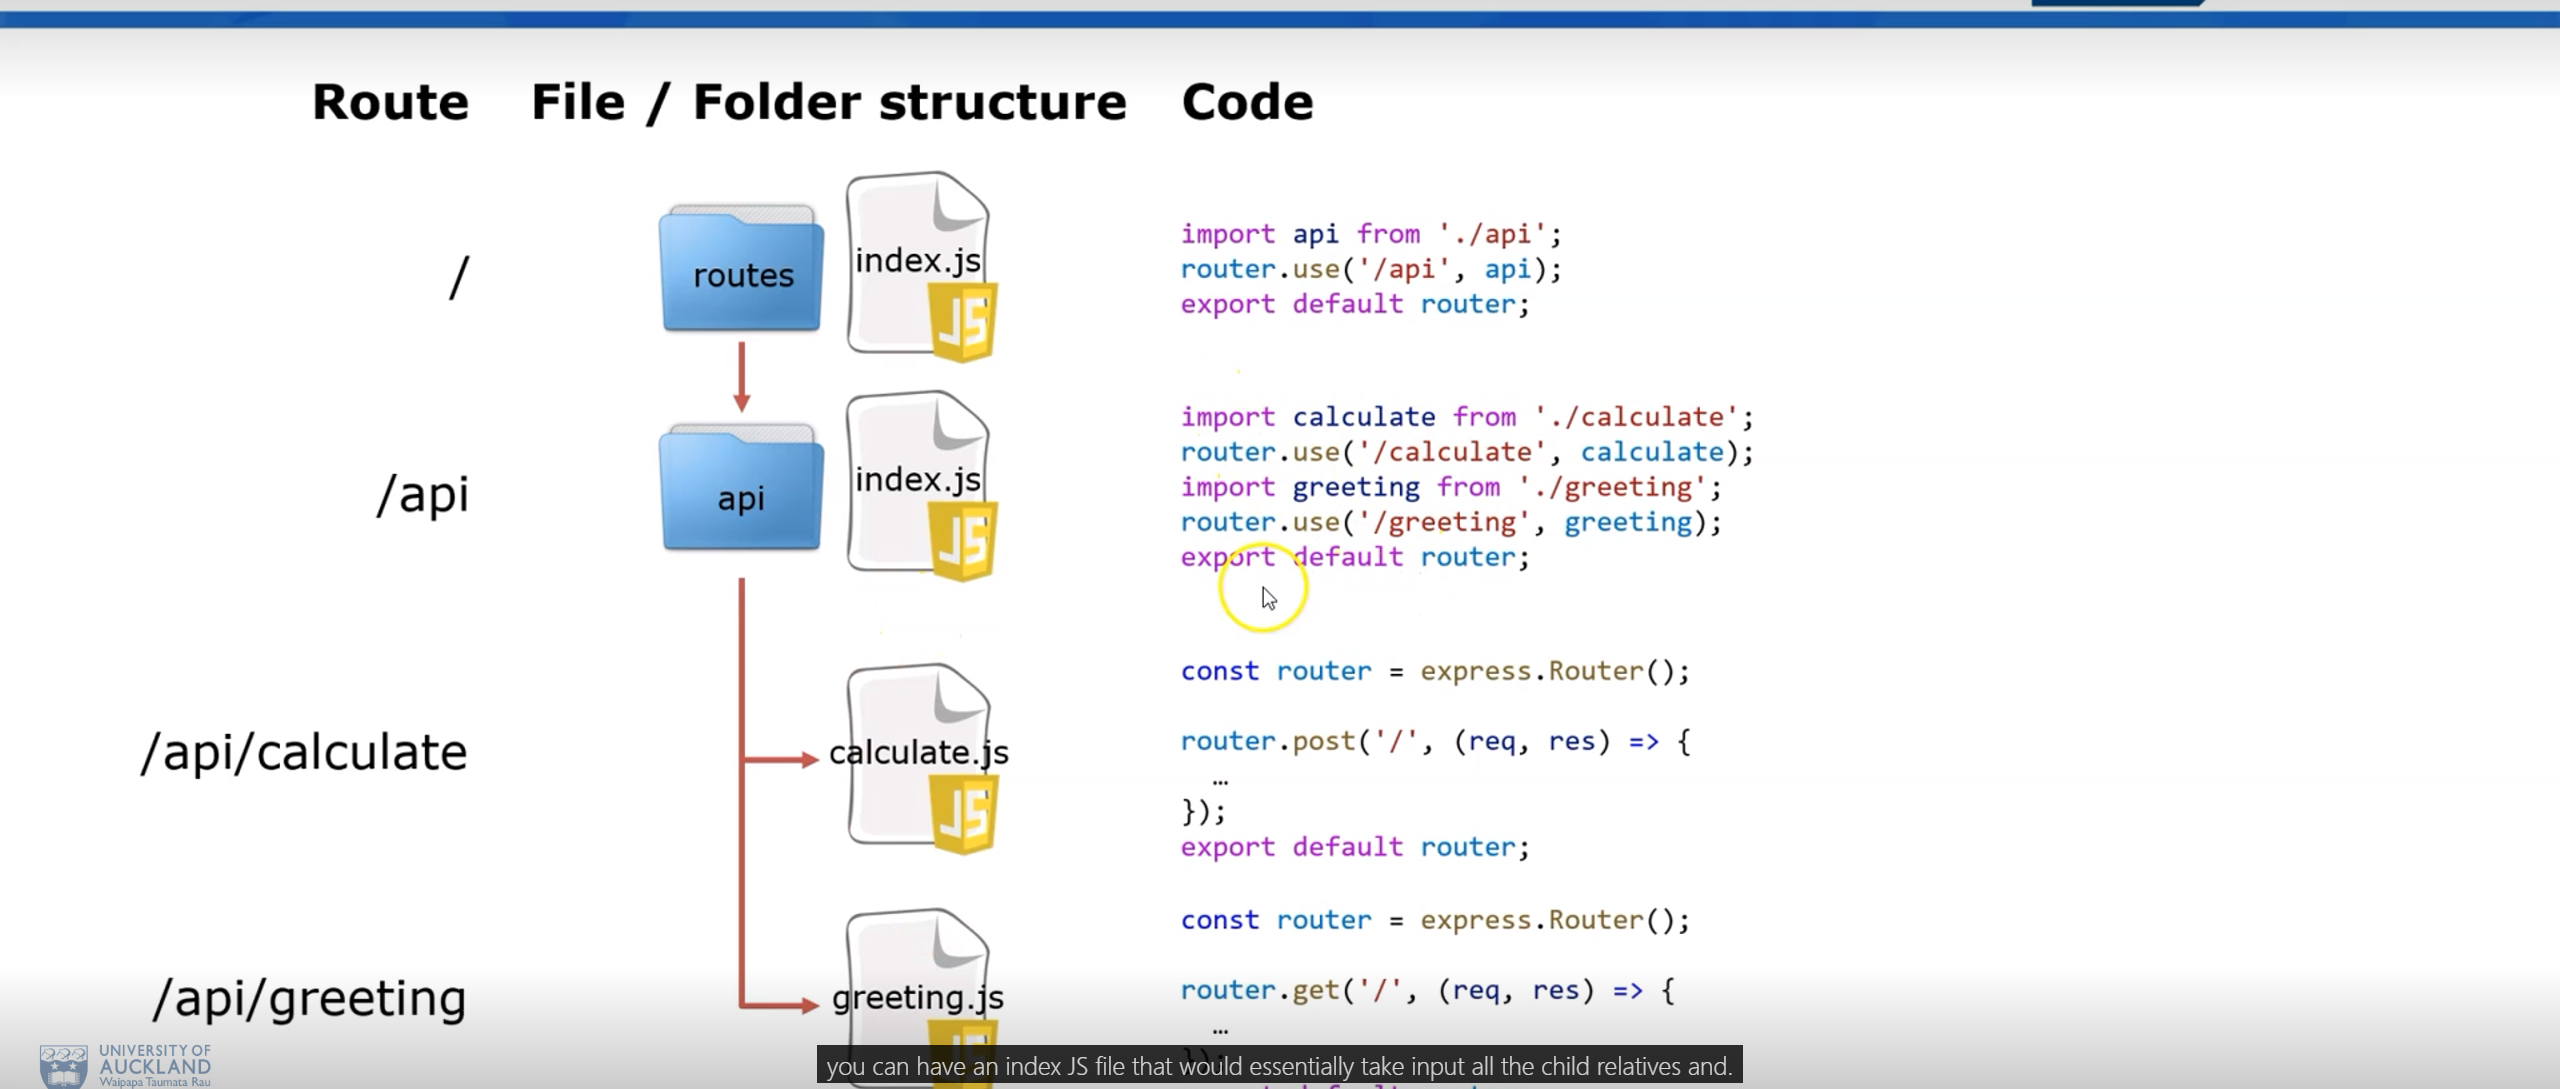 Route File / Folder structure Code
/
routes
index.js
import api from './api';
router.use('/api', api);
export default router;
/api
api
index.js
import calculate from './calculate';
router.use('/calculate', calculate);
import greeting from './greeting';
router.use('/greeting', greeting);
export default router;
/api/calculate
calculate.js
const router = express.Router();
router.post('/', (req, res) => {
…
});
export default router;
/api/greeting
greeting.js
const router = express.Router();
router.get('/', (req, res) => {
…
JS
JS
JS
UNIVERSITY OF
AUCKLAND
Waipapa Taumata Rau
you can have an index JS file that would essentially take input all the child relatives and.